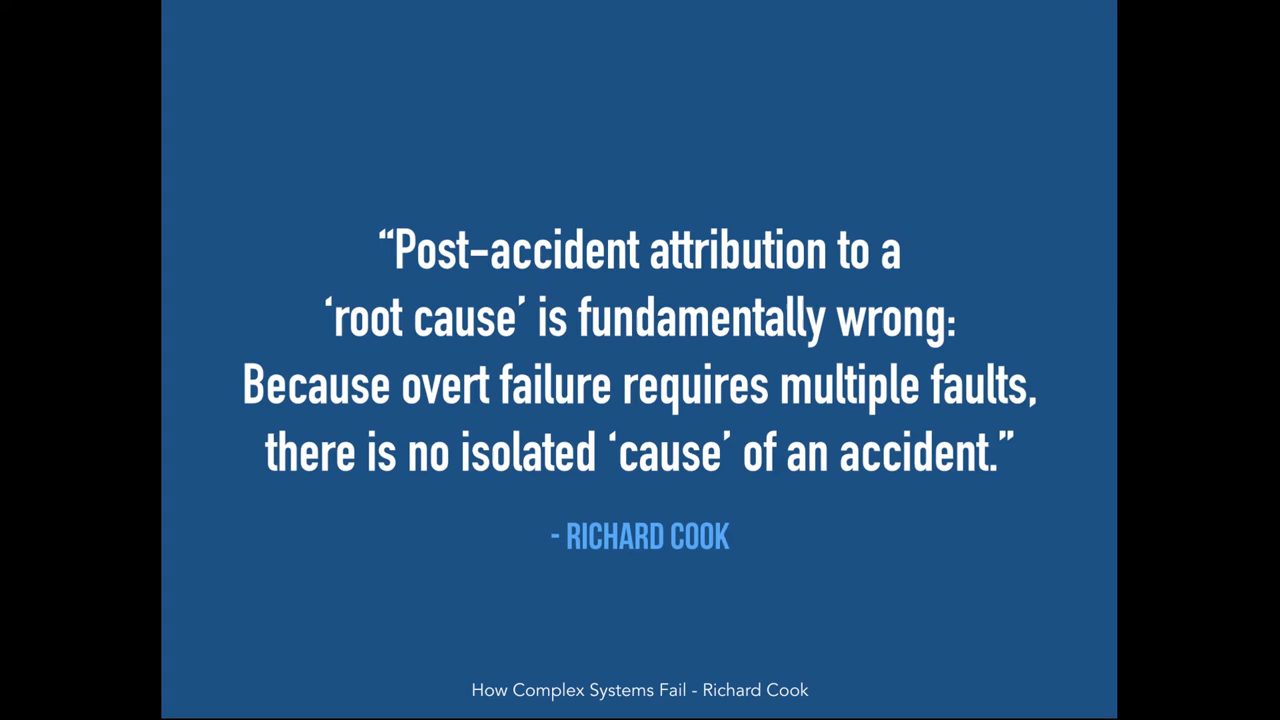 “Post-accident attribution to a
‘root cause’ is fundamentally wrong:
Because overt failure requires multiple faults,
there is no isolated ‘cause’ of an accident.”
- RICHARD COOK
How Complex Systems Fail - Richard Cook